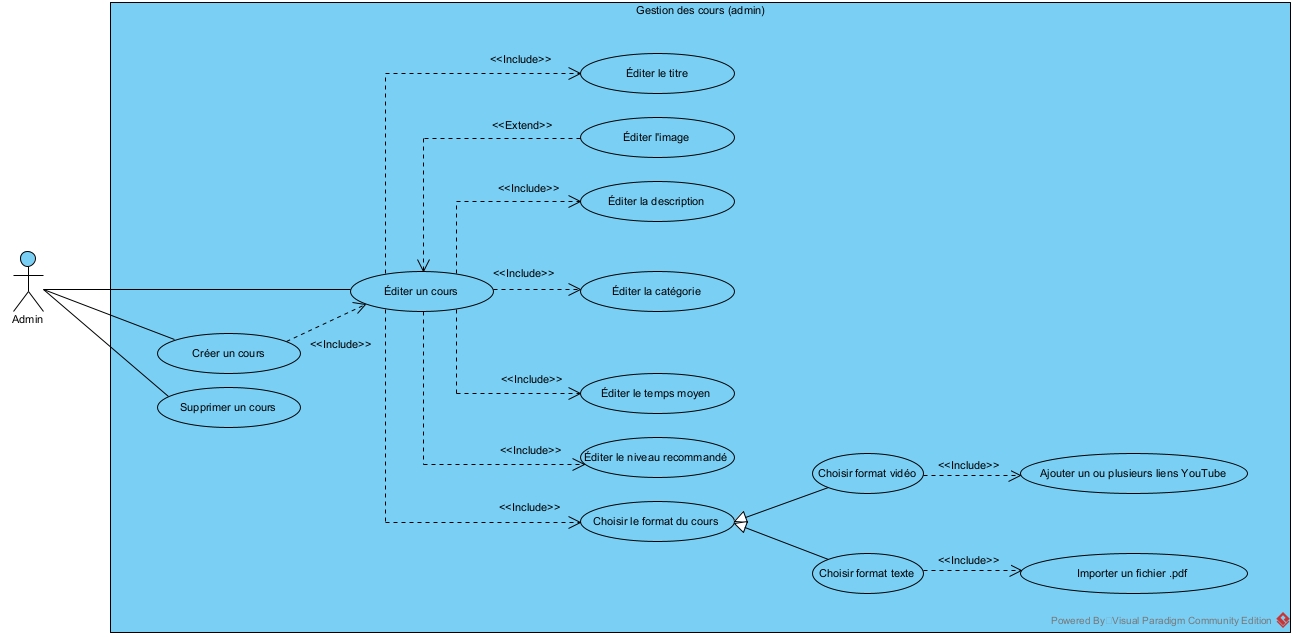 Gestion des cours (admin)
<<Include>>
Éditer le titre
<<Extend>>
Éditer l'image
<<Include>>
Éditer la description
<<Include>>
Éditer un cours
Éditer la catégorie
Admin
<<Include>>
Créer un cours
<<Include>>
Éditer le temps moyen
Supprimer un cours
<<Include>>
Éditer le niveau recommandé
<<Include>>
Choisir le format du cours
Choisir format vidéo
<<Include>>
Ajouter un ou plusieurs liens YouTube
Choisir format texte
<<Include>>
Importer un fichier .pdf
Powered By Visual Paradigm Community Edition